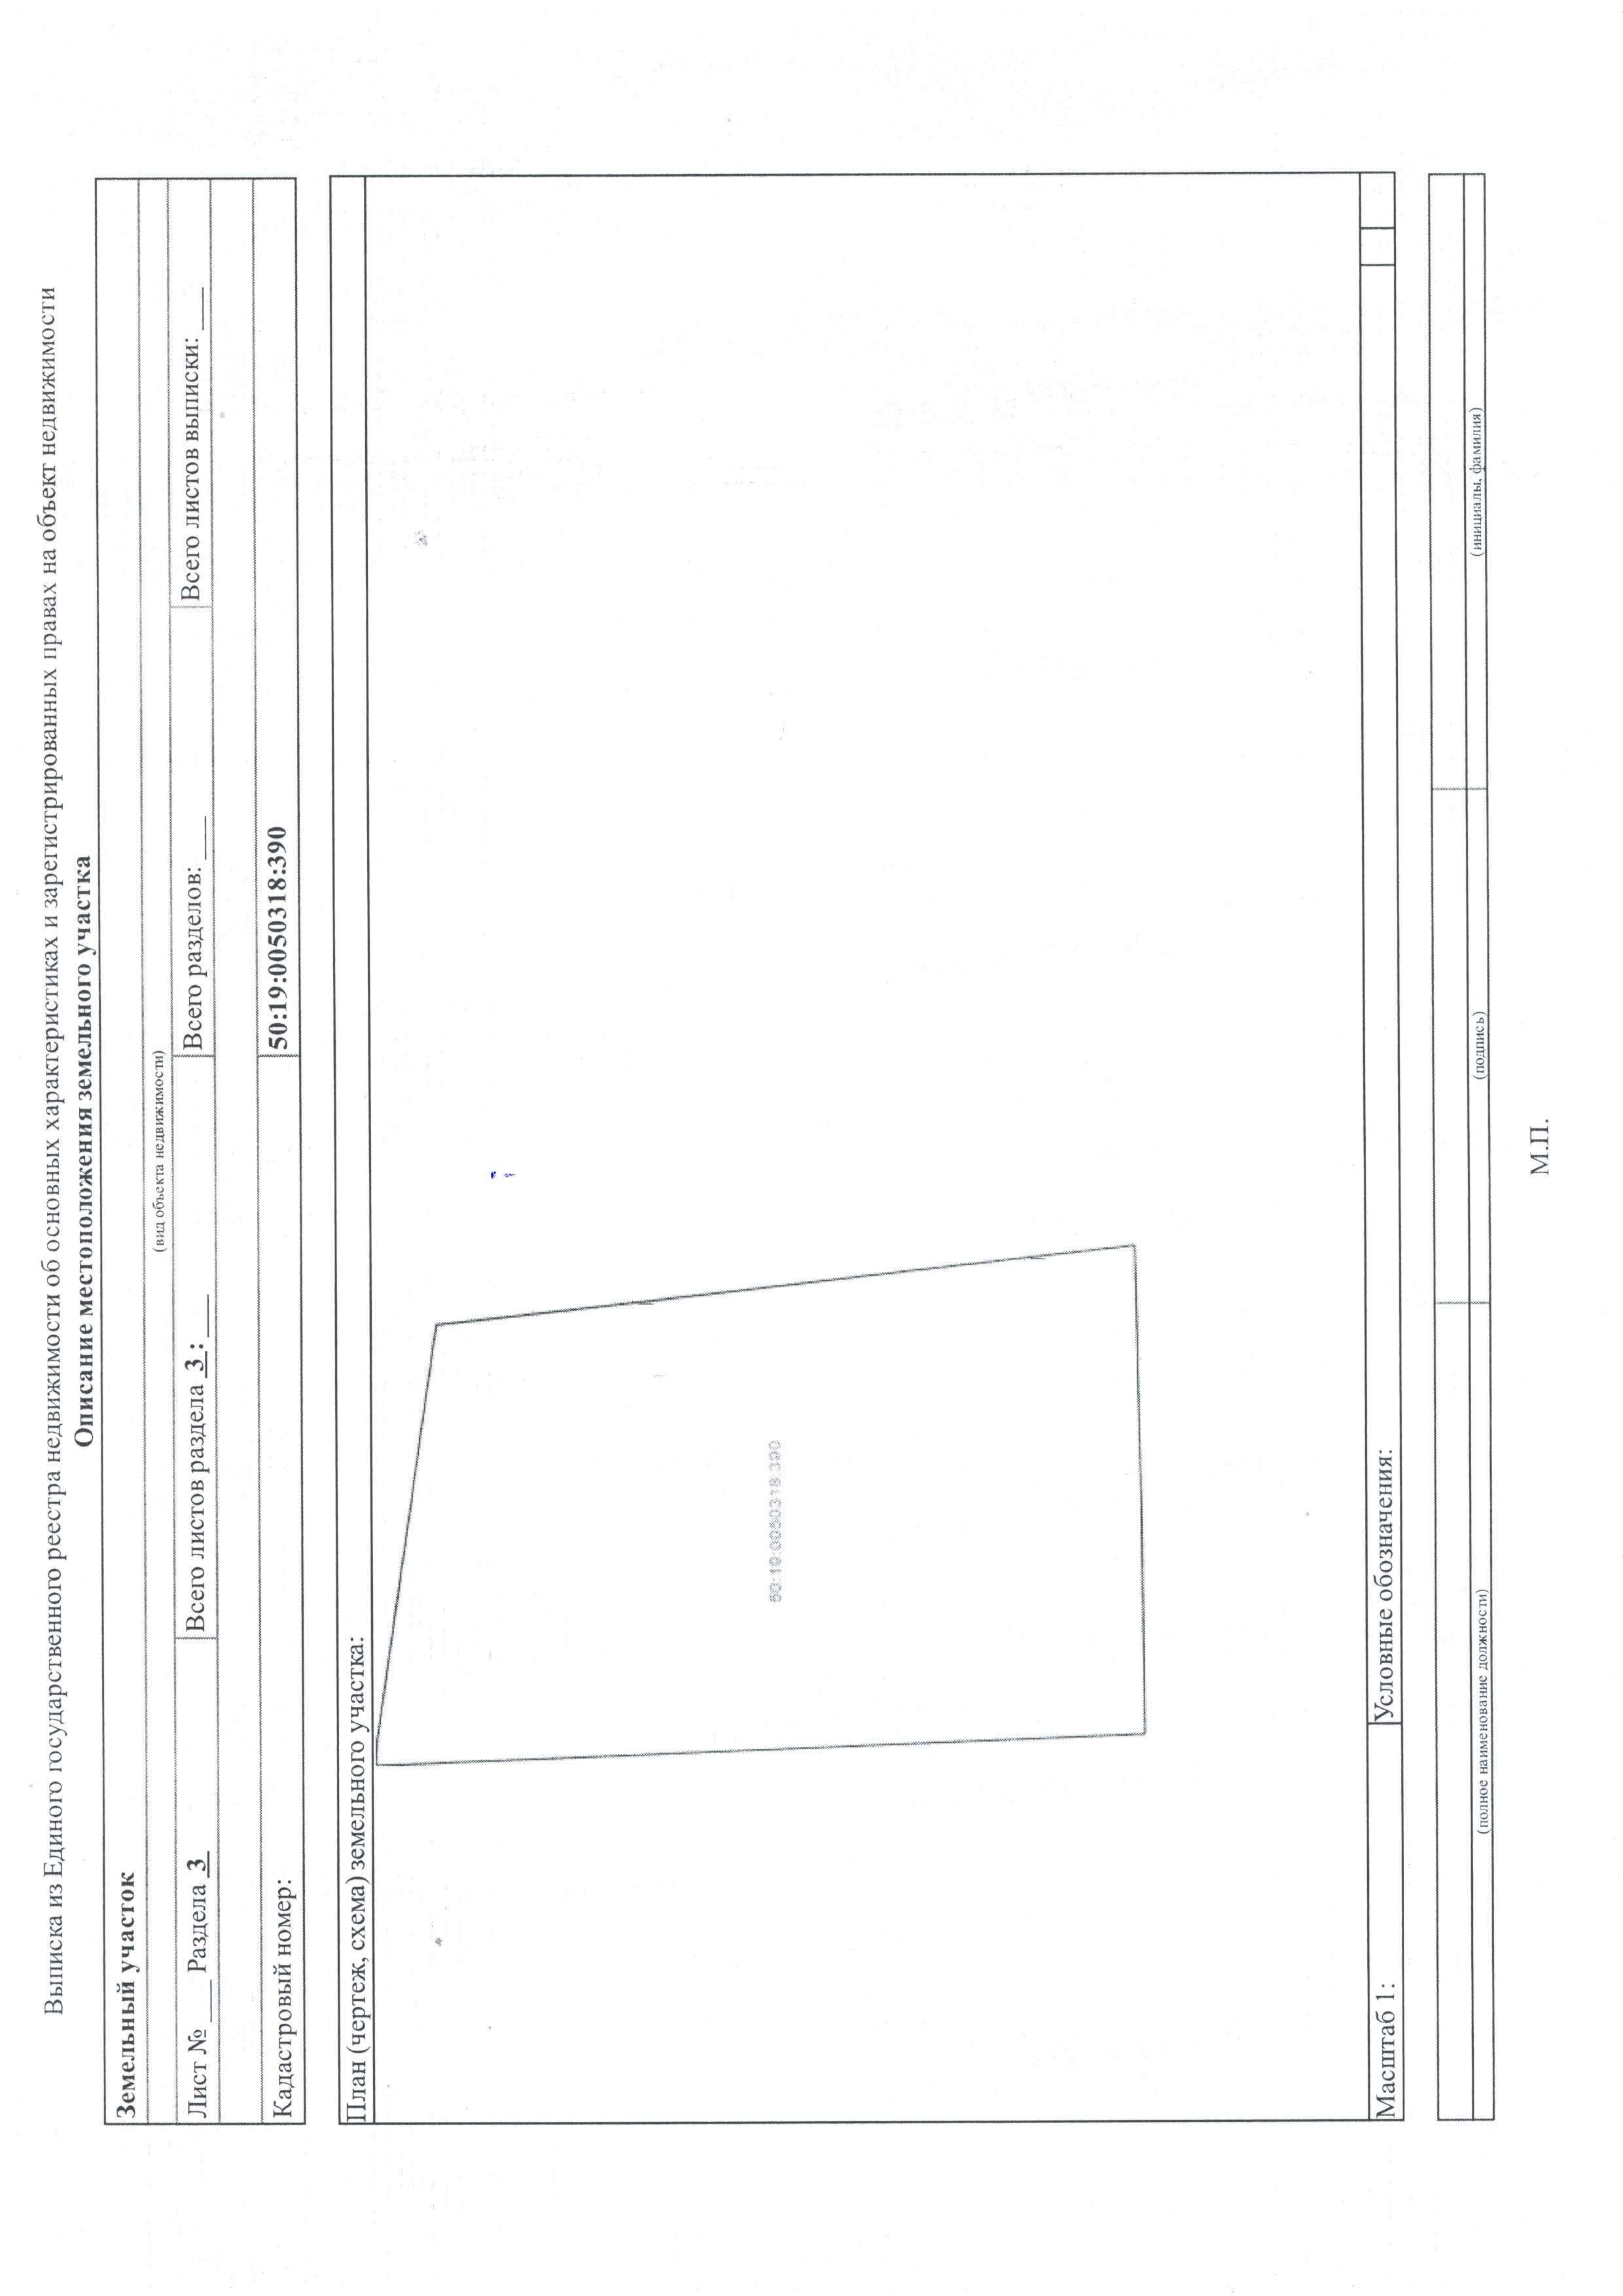 Выписка из Единого государственного реестра недвижимости об основных характеристиках и зарегистрированных правах на объект недвижимости
Описание местоположения земельного участка
Земельный участок
(вид объекта недвижимости)
Лист № ___ Раздела 3 Всего листов раздела 3 : ___ Всего разделов: ___ Всего листов выписки: ___
Кадастровый номер: 50:19:0050318:390
План (чертеж, схема) земельного участка:
50:19:0050318:390
Масштаб 1: Условные обозначения:
(полное наименование должности) (подпись) (инициалы, фамилия)
М.П.